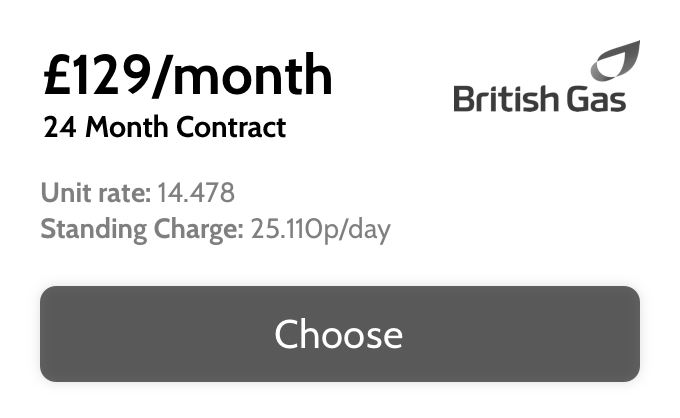 £129/month
British Gas
24 Month Contract
Unit rate: 14.478
Standing Charge: 25.110p/day
Choose